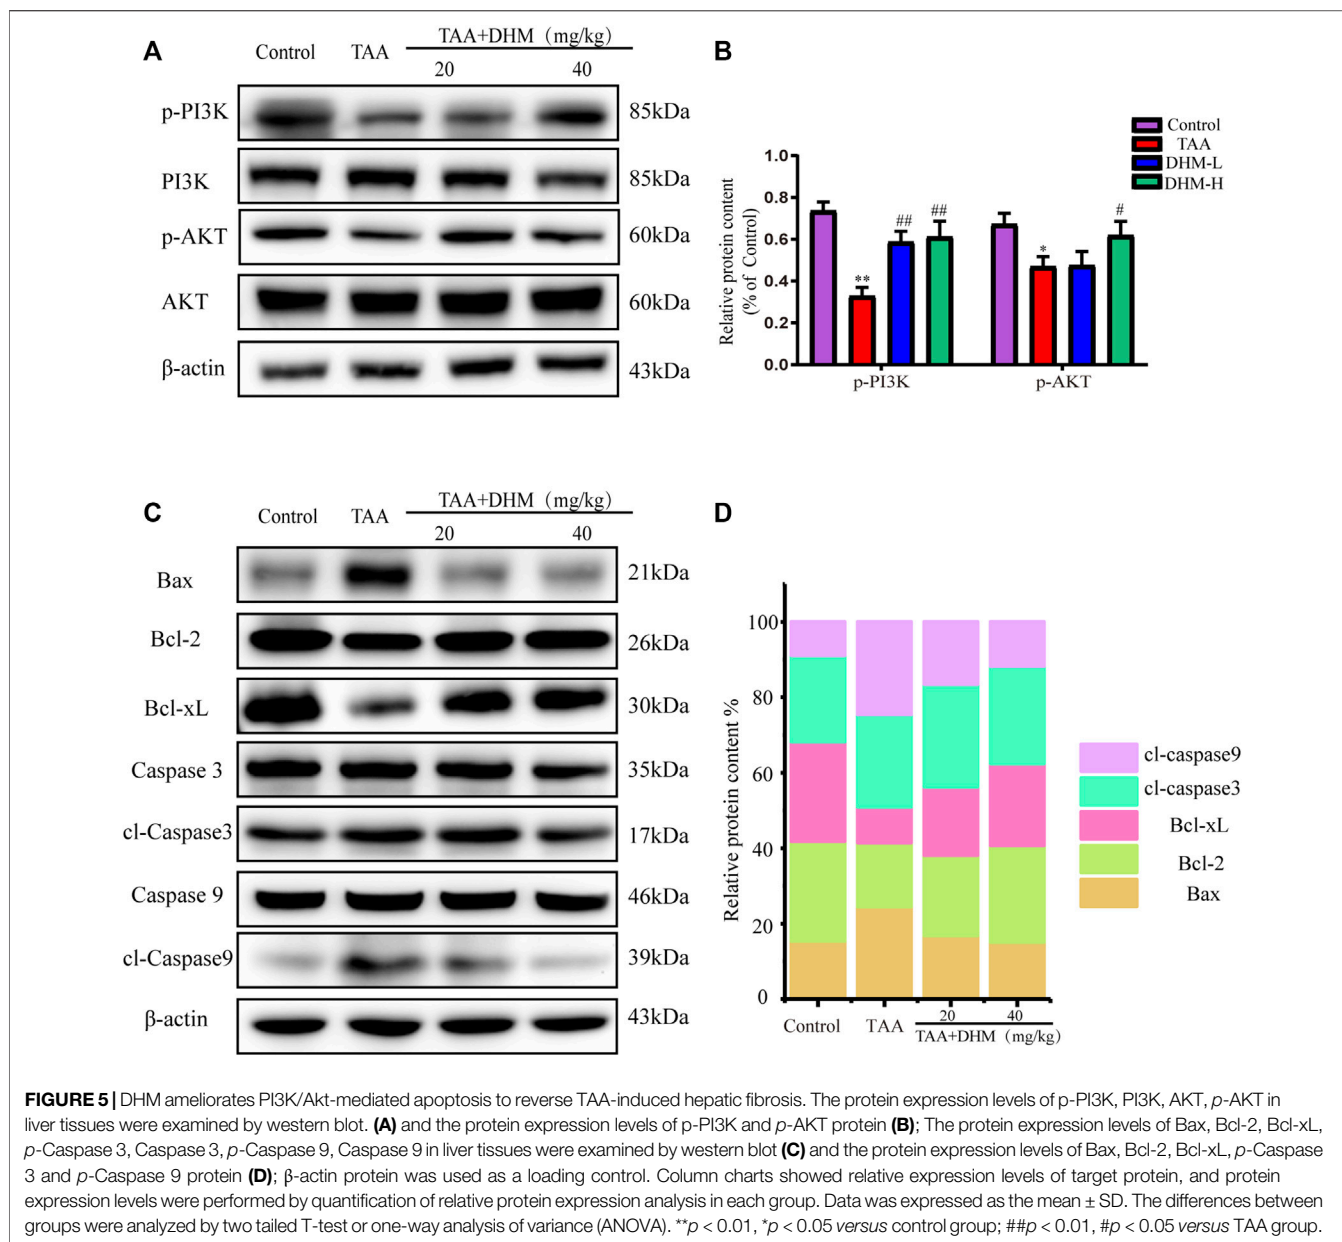 A
Control TAA TAA+DHM (mg/kg)
20 40
p-PI3K 85kDa
PI3K 85kDa
p-AKT 60kDa
AKT 60kDa
β-actin 43kDa
B
Control
TAA
DHM-L
DHM-H
Relative protein content
(% of Control)
1.0
0.8
0.6
0.4
0.2
0.0
** ## ## * #
p-PI3K p-AKT
C
Control TAA TAA+DHM (mg/kg)
20 40
Bax 21kDa
Bcl-2 26kDa
Bcl-xL 30kDa
Caspase 3 35kDa
cl-Caspase3 17kDa
Caspase 9 46kDa
cl-Caspase9 39kDa
β-actin 43kDa
D
Relative protein content %
100
80
60
40
20
0
Control TAA 20 40
TAA+DHM (mg/kg)
cl-caspase9
cl-caspase3
Bcl-xL
Bcl-2
Bax
FIGURE 5 | DHM ameliorates PI3K/Akt-mediated apoptosis to reverse TAA-induced hepatic fibrosis. The protein expression levels of p-PI3K, PI3K, AKT, p-AKT in
liver tissues were examined by western blot. (A) and the protein expression levels of p-PI3K and p-AKT protein (B); The protein expression levels of Bax, Bcl-2, Bcl-xL,
p-Caspase 3, Caspase 3, p-Caspase 9, Caspase 9 in liver tissues were examined by western blot (C) and the protein expression levels of Bax, Bcl-2, Bcl-xL, p-Caspase
3 and p-Caspase 9 protein (D); β-actin protein was used as a loading control. Column charts showed relative expression levels of target protein, and protein
expression levels were performed by quantification of relative protein expression analysis in each group. Data was expressed as the mean ± SD. The differences between
groups were analyzed by two tailed T-test or one-way analysis of variance (ANOVA). **p < 0.01, *p < 0.05 versus control group; ##p < 0.01, #p < 0.05 versus TAA group.